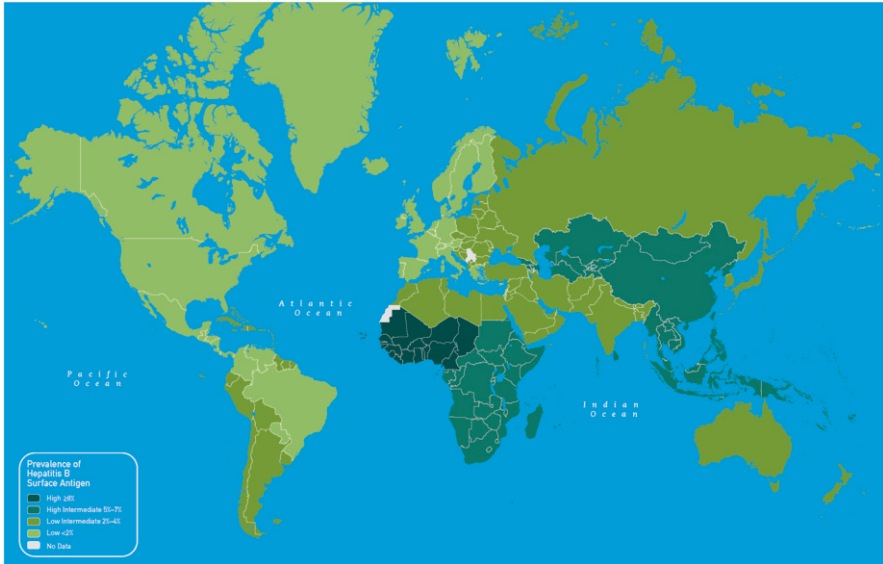 Atlantic
Ocean
Pacific
Ocean
Indian
Ocean
Prevalence of
Hepatitis B
Surface Antigen
High ≥8%
High Intermediate 5%–7%
Low Intermediate 2%–4%
Low <2%
No Data